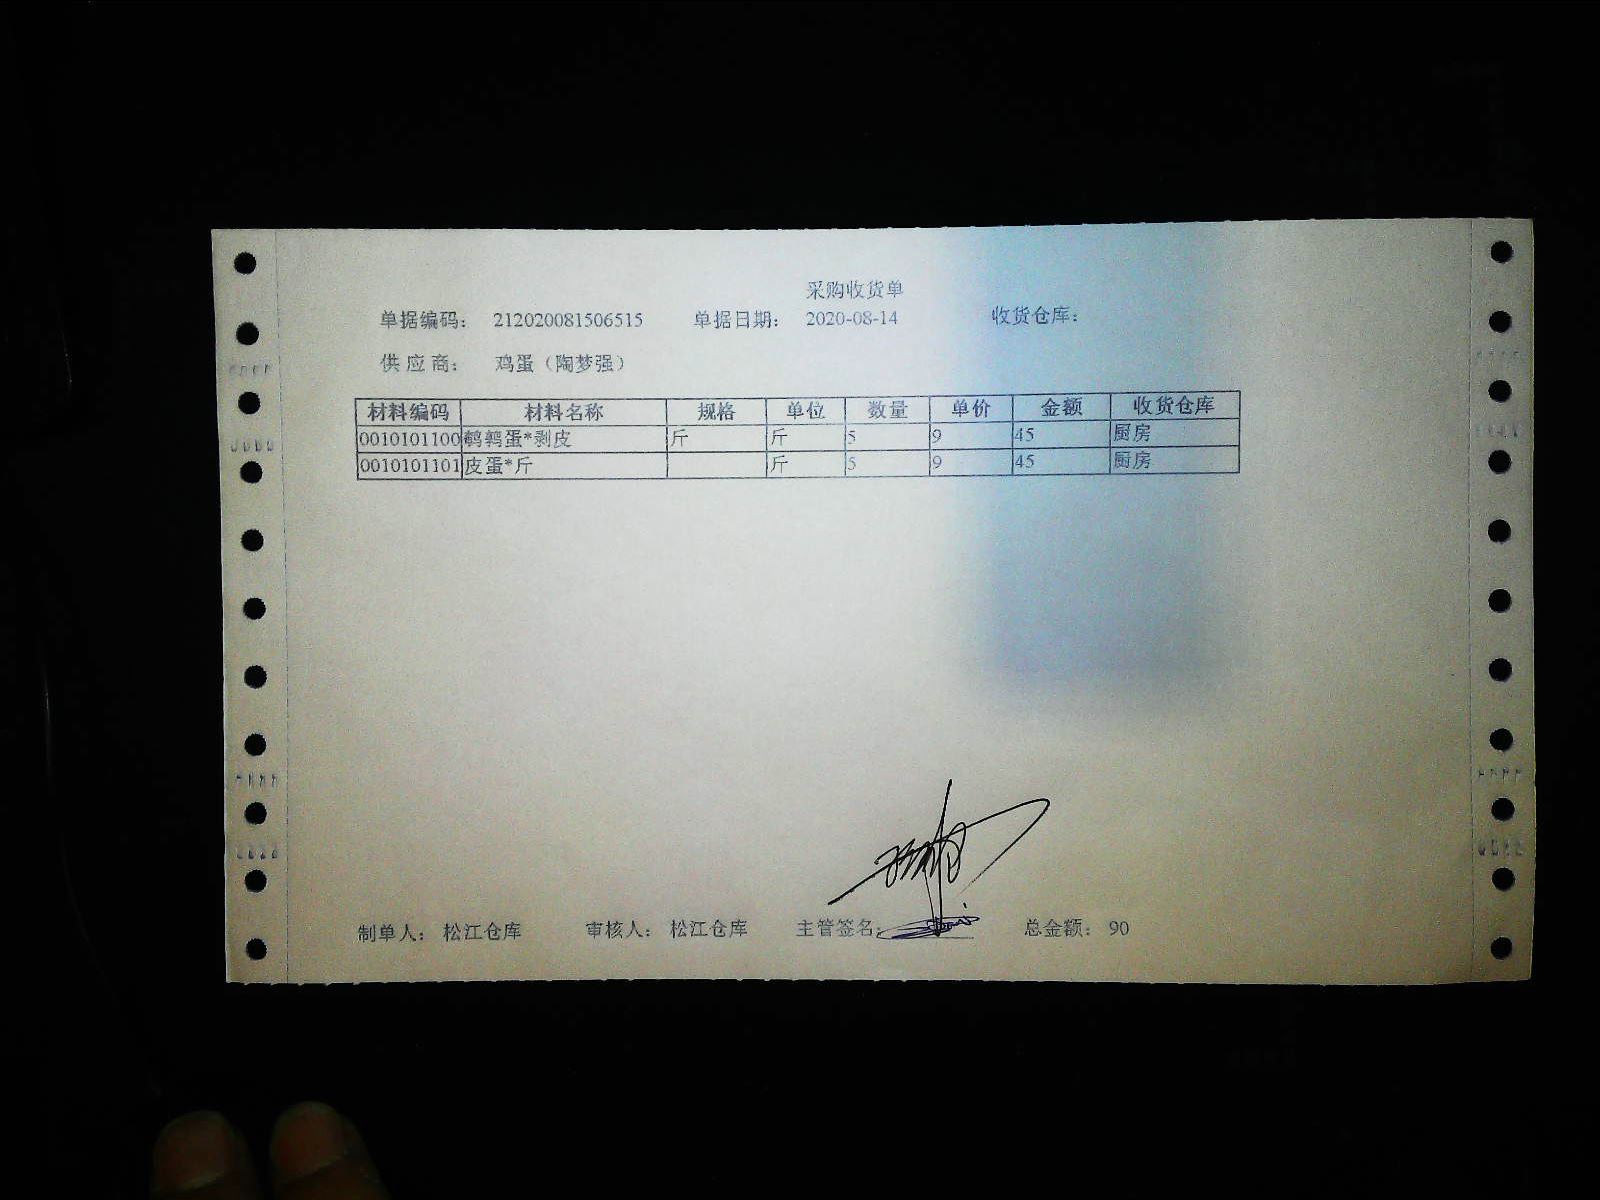 采购收货单
单据编码： 212020081506515 单据日期： 2020-08-14 收货仓库：
供 应 商： 鸡蛋（陶梦强）
材料编码 材料名称 规格 单位 数量 单价 金额 收货仓库
0010101100 鹌鹑蛋*剥皮 斤 斤 5 9 45 厨房
0010101101 皮蛋*斤 斤 5 9 45 厨房
制单人： 松江仓库 审核人： 松江仓库 主管签名： 总金额： 90